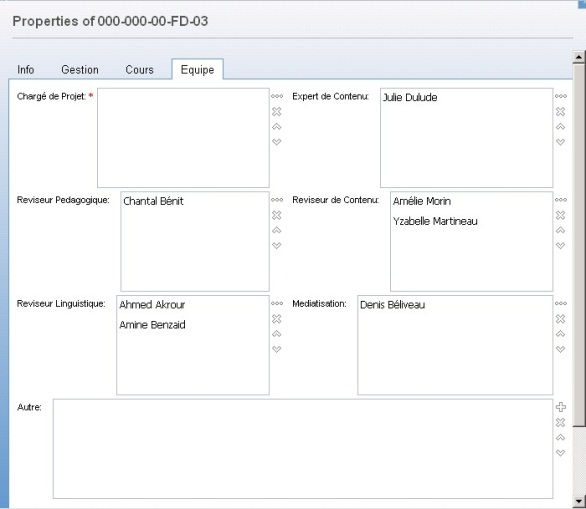 Properties of 000-000-00-FD-03
Info Gestion Cours Equipe
Chargé de Projet: *
Expert de Contenu: Julie Dulude
Reviseur Pedagogique: Chantal Bénit
Reviseur de Contenu: Amélie Morin
Yzabelle Martineau
Reviseur Linguistique: Ahmed Akrour
Amine Benzaid
Mediatisation: Denis Béliveau
Autre: